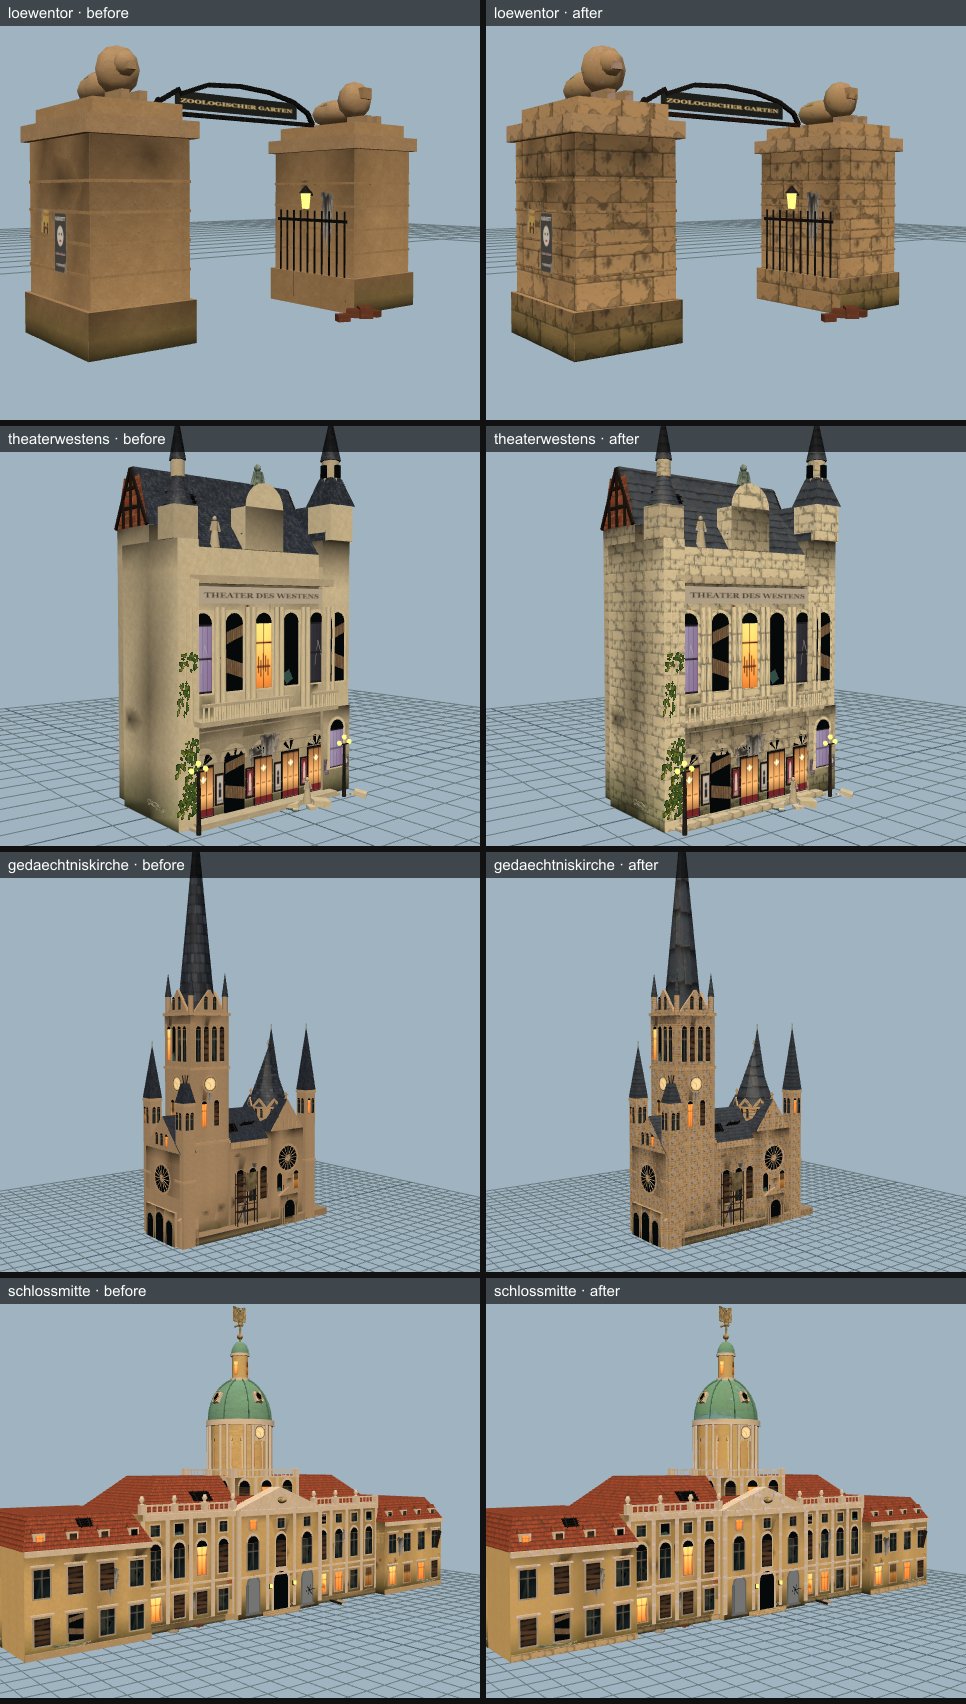 loewentor · before
loewentor · after
ZOOLOGISCHER GARTEN
ZOOLOGISCHER GARTEN
theaterwestens · before
theaterwestens · after
THEATER DES WESTENS
THEATER DES WESTENS
gedaechtniskirche · before
gedaechtniskirche · after
schlossmitte · before
schlossmitte · after